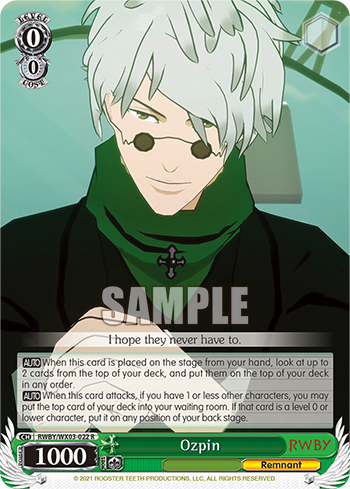 LEVEL
0
0
COST
SAMPLE
I hope they never have to.
AUTO When this card is placed on the stage from your hand, look at up to
2 cards from the top of your deck, and put them on the top of your deck
in any order.
AUTO When this card attacks, if you have 1 or less other characters, you may
put the top card of your deck into your waiting room. If that card is a level 0 or
lower character, put it on any position of your back stage.
CH RWBY/WX03-022 R
Ozpin
RWBY
POWER
1000
Remnant
© 2021 ROOSTER TEETH PRODUCTIONS, LLC, ALL RIGHTS RESERVED.